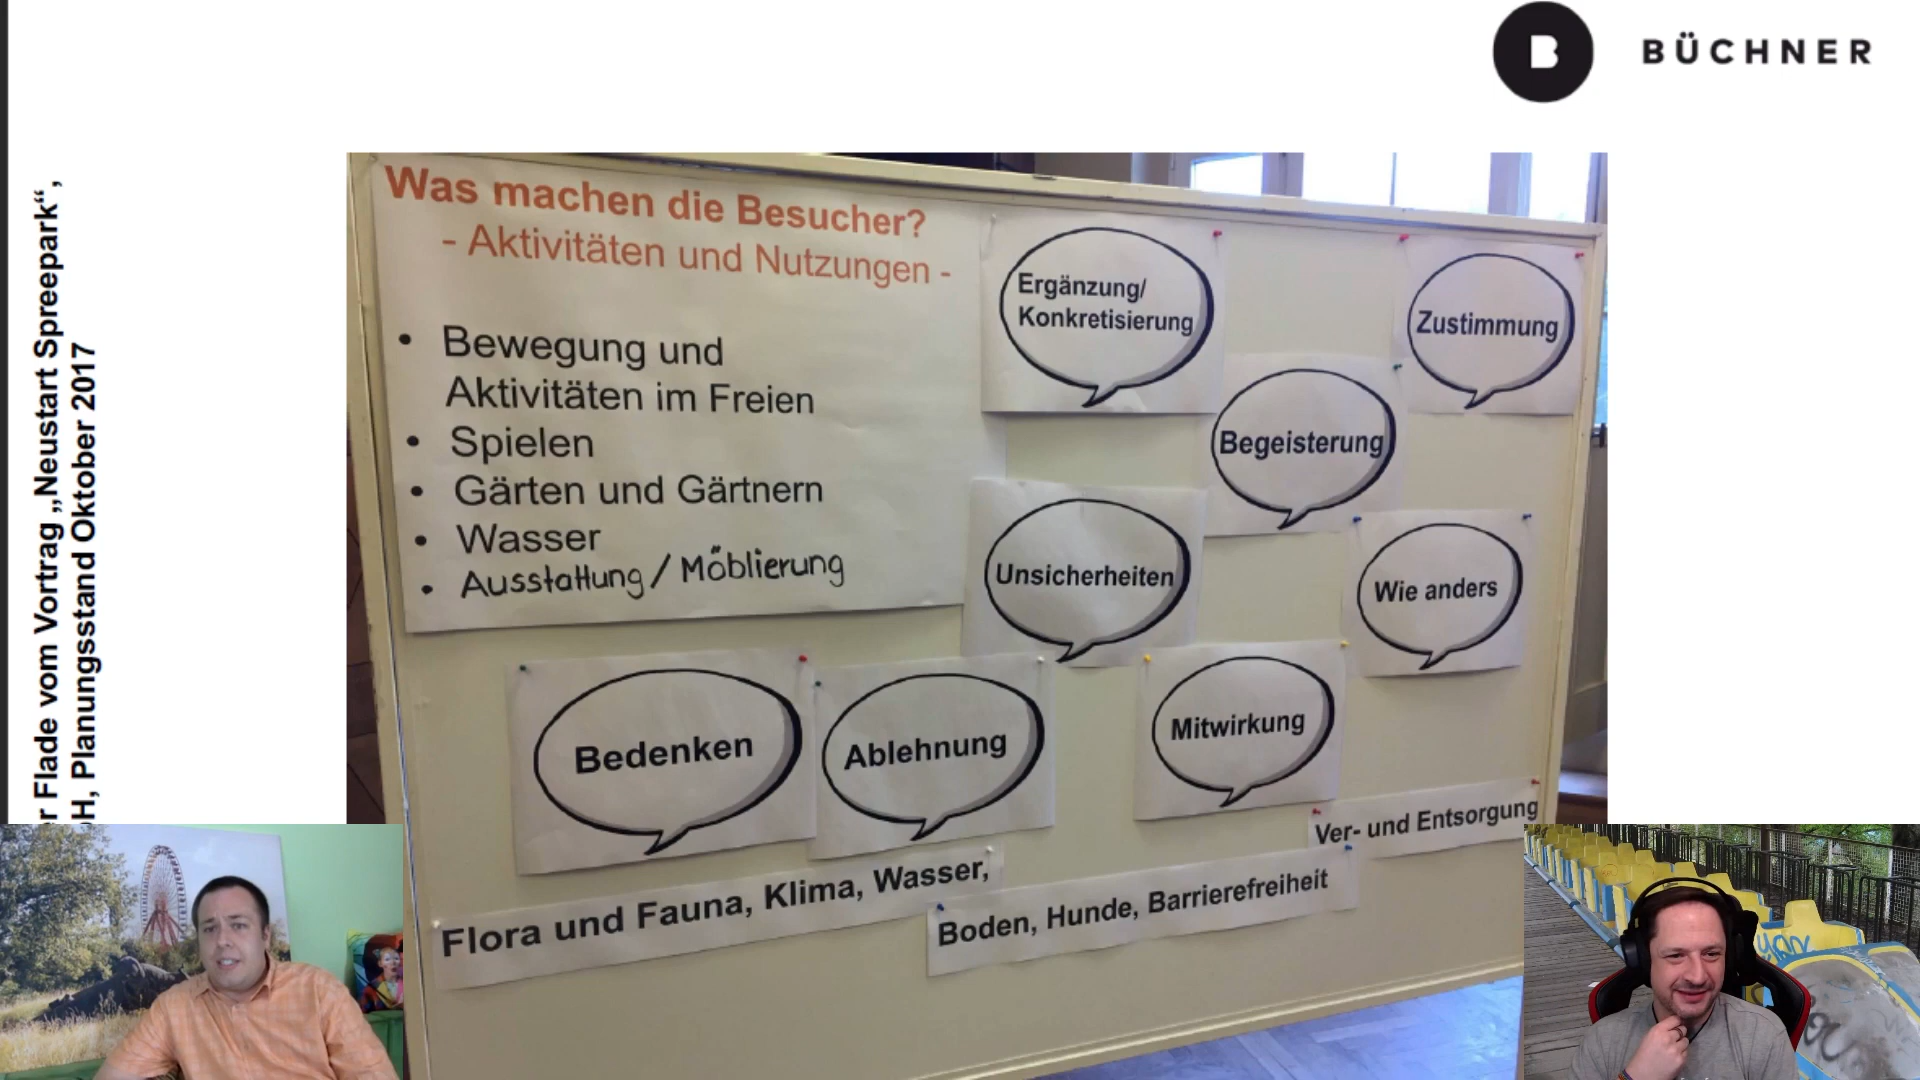 B BÜCHNER
r Flade vom Vortrag „Neustart Spreepark“,
H, Planungsstand Oktober 2017
Was machen die Besucher?
- Aktivitäten und Nutzungen -
• Bewegung und
Aktivitäten im Freien
• Spielen
• Gärten und Gärtnern
• Wasser
• Ausstattung / Möblierung
Ergänzung/
Konkretisierung
Zustimmung
Begeisterung
Unsicherheiten
Wie anders
Bedenken
Ablehnung
Mitwirkung
Ver- und Entsorgung
Flora und Fauna, Klima, Wasser,
Boden, Hunde, Barrierefreiheit